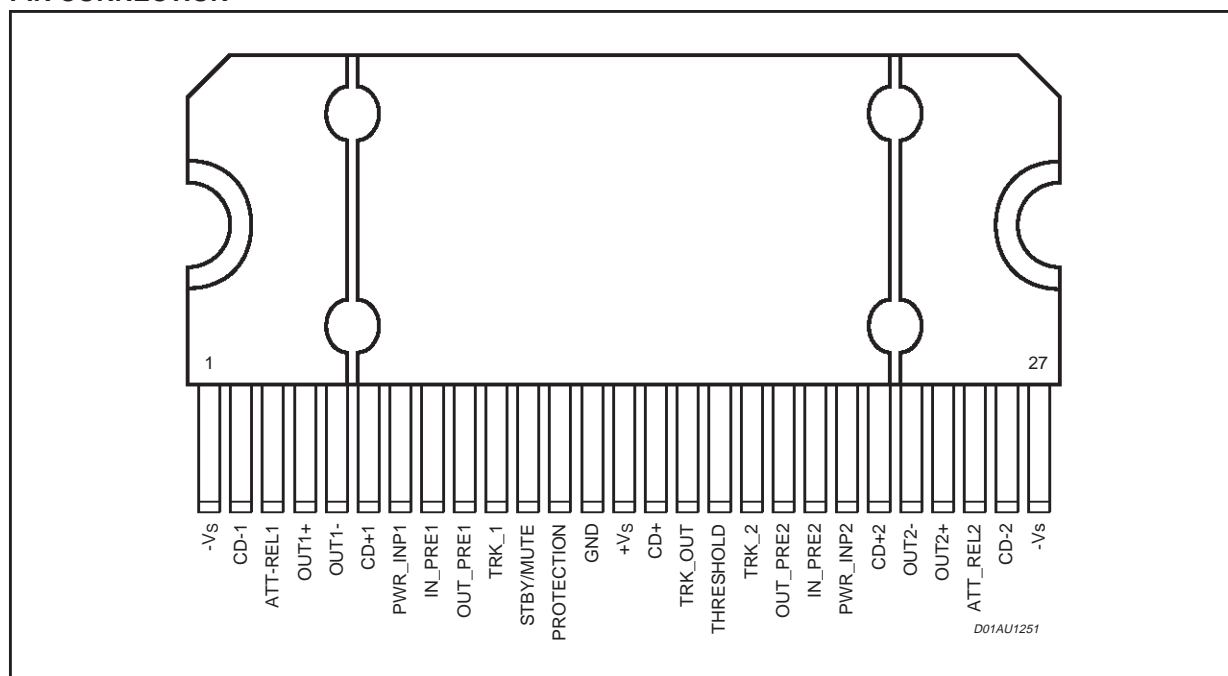 1
27
-Vs
CD-1
ATT-REL1
OUT1+
OUT1-
CD+1
PWR_INP1
IN_PRE1
OUT_PRE1
TRK_1
STBY/MUTE
PROTECTION
GND
+Vs
CD+
TRK_OUT
THRESHOLD
TRK_2
OUT_PRE2
IN_PRE2
PWR_INP2
CD+2
OUT2-
OUT2+
ATT_REL2
CD-2
-Vs
D01AU1251